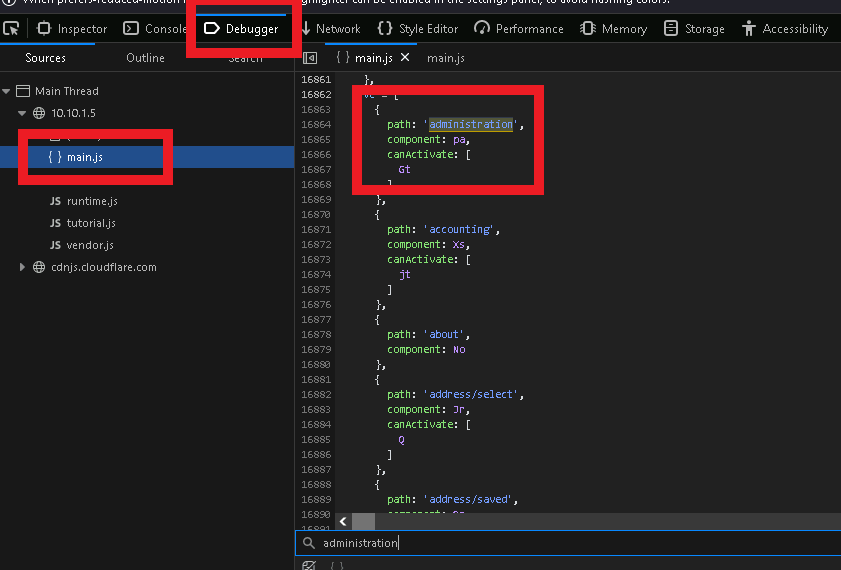 When prefers-reduced-motion
highlighter can be enabled in the settings panel, to avoid flashing colors.
Inspector Console Debugger Network Style Editor Performance Memory Storage Accessibility
Sources Outline Search
{ } main.js × main.js
Main Thread
10.10.1.5
{ } main.js
JS runtime.js
JS tutorial.js
JS vendor.js
cdnjs.cloudflare.com
16861 },
16862
16863 {
16864 path: 'administration',
16865 component: pa,
16866 canActivate: [
16867 Gt
16868 ]
16869 },
16870 {
16871 path: 'accounting',
16872 component: Xs,
16873 canActivate: [
16874 jt
16875 ]
16876 },
16877 {
16878 path: 'about',
16879 component: No
16880 },
16881 {
16882 path: 'address/select',
16883 component: Jr,
16884 canActivate: [
16885 Q
16886 ]
16887 },
16888 {
16889 path: 'address/saved',
16890
16891
administration
{ }